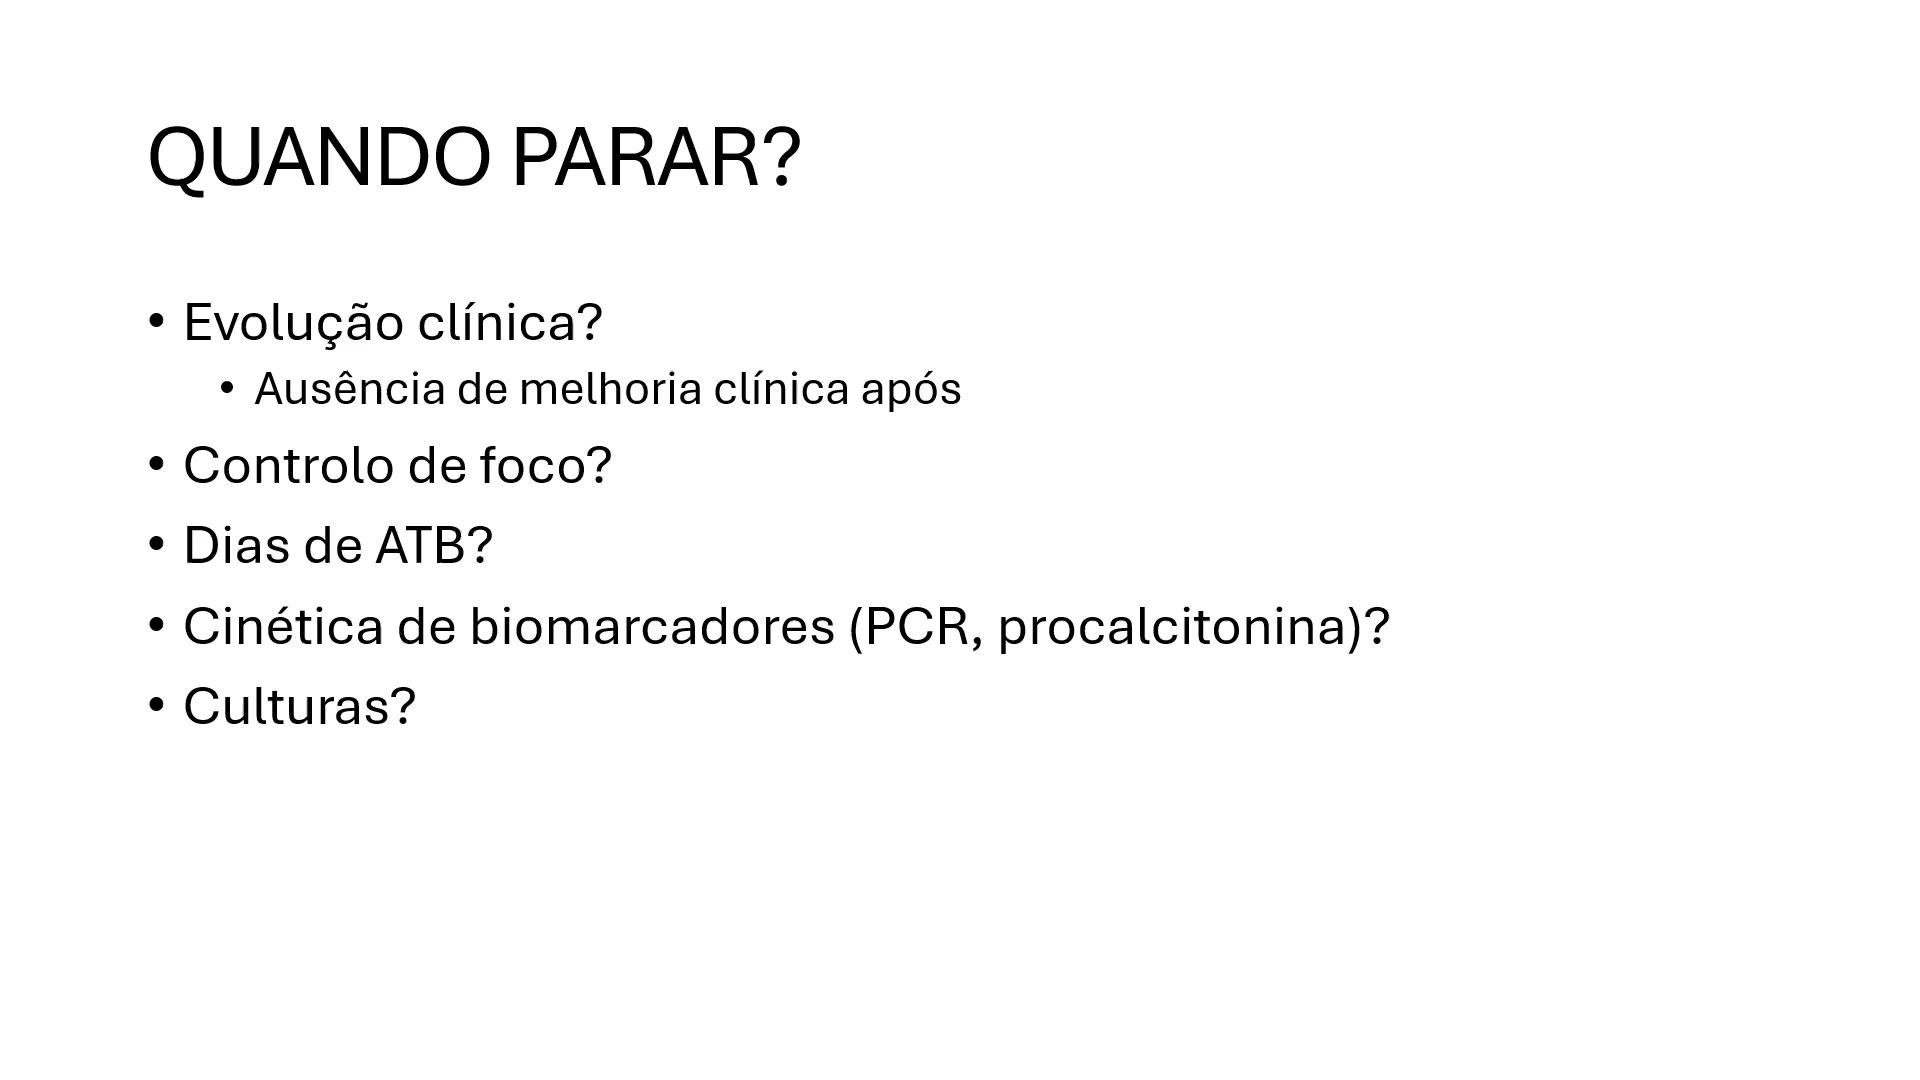 QUANDO PARAR?
• Evolução clínica?
• Ausência de melhoria clínica após
• Controlo de foco?
• Dias de ATB?
• Cinética de biomarcadores (PCR, procalcitonina)?
• Culturas?